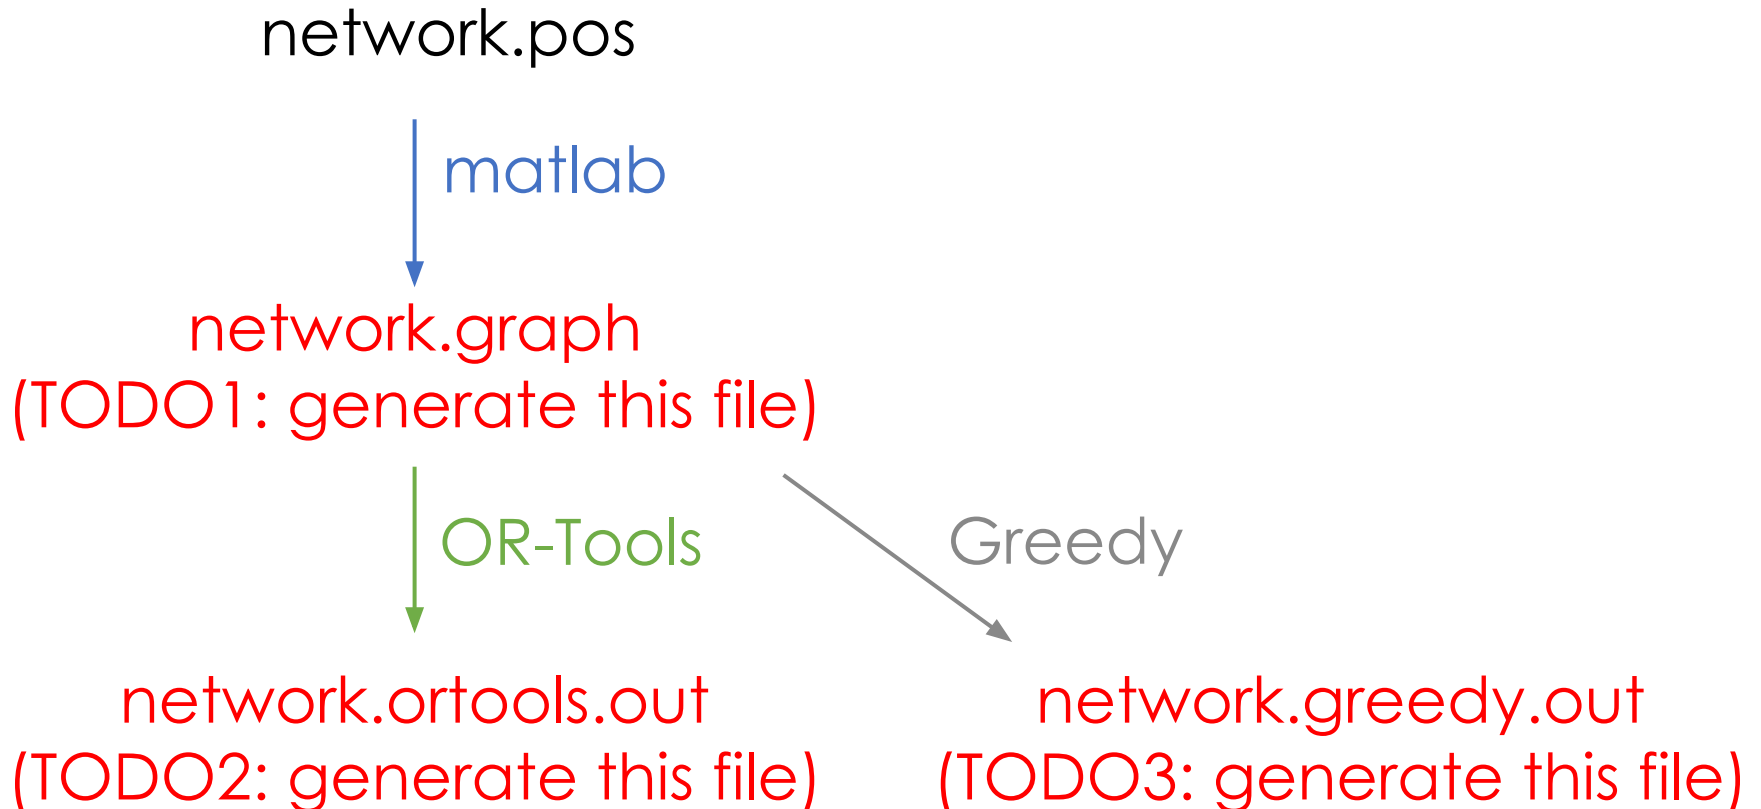 network.pos
matlab
network.graph
(TODO1: generate this file)
OR-Tools
Greedy
network.ortools.out
(TODO2: generate this file)
network.greedy.out
(TODO3: generate this file)